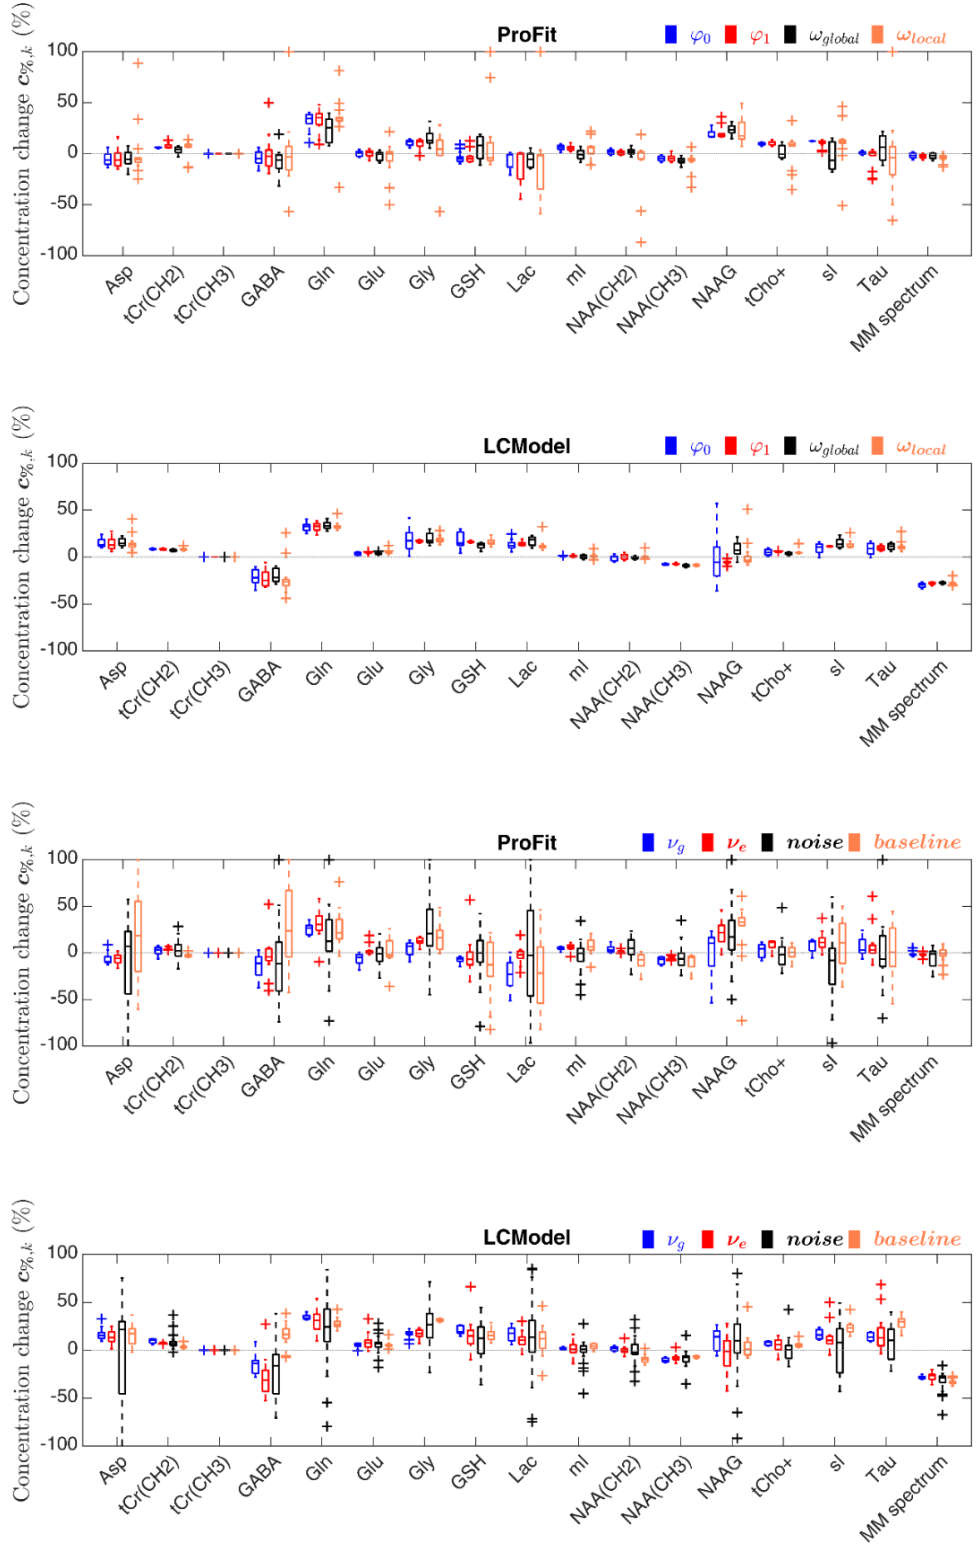 ProFit
φ0 φ1 ωglobal ωlocal
Concentration change c%,k (%)
100
50
0
-50
-100
Asp tCr(CH2) tCr(CH3) GABA Gln Glu Gly GSH Lac mI NAA(CH2) NAA(CH3) NAAG tCho+ sI Tau MM spectrum
LCModel
φ0 φ1 ωglobal ωlocal
Concentration change c%,k (%)
100
50
0
-50
-100
Asp tCr(CH2) tCr(CH3) GABA Gln Glu Gly GSH Lac mI NAA(CH2) NAA(CH3) NAAG tCho+ sI Tau MM spectrum
ProFit
νg νe noise baseline
Concentration change c%,k (%)
100
50
0
-50
-100
Asp tCr(CH2) tCr(CH3) GABA Gln Glu Gly GSH Lac mI NAA(CH2) NAA(CH3) NAAG tCho+ sI Tau MM spectrum
LCModel
νg νe noise baseline
Concentration change c%,k (%)
100
50
0
-50
-100
Asp tCr(CH2) tCr(CH3) GABA Gln Glu Gly GSH Lac mI NAA(CH2) NAA(CH3) NAAG tCho+ sI Tau MM spectrum